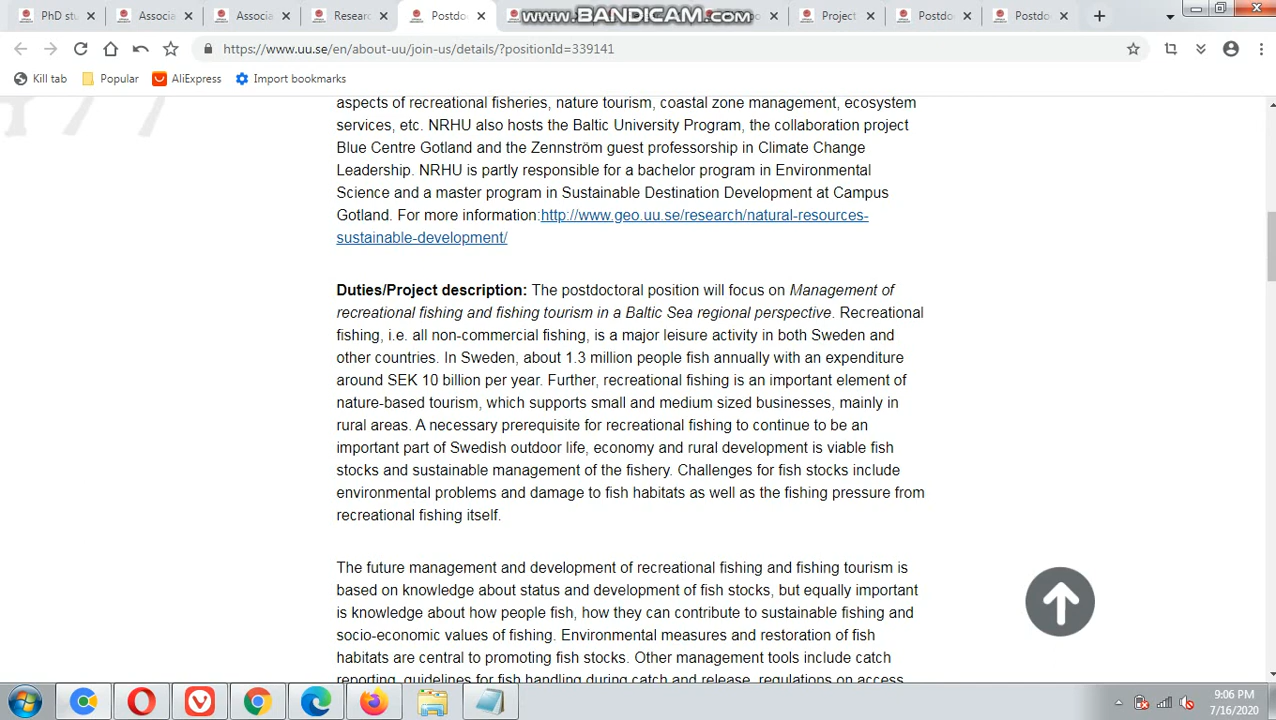 PhD stu
Associa
Associa
Researc
Postdoc
www.BANDICAM.com
Project
Postdo
Postdo
https://www.uu.se/en/about-uu/join-us/details/?positionId=339141
Kill tab
Popular
AliExpress
Import bookmarks
aspects of recreational fisheries, nature tourism, coastal zone management, ecosystem
services, etc. NRHU also hosts the Baltic University Program, the collaboration project
Blue Centre Gotland and the Zennström guest professorship in Climate Change
Leadership. NRHU is partly responsible for a bachelor program in Environmental
Science and a master program in Sustainable Destination Development at Campus
Gotland. For more information:http://www.geo.uu.se/research/natural-resources-
sustainable-development/
Duties/Project description: The postdoctoral position will focus on Management of
recreational fishing and fishing tourism in a Baltic Sea regional perspective. Recreational
fishing, i.e. all non-commercial fishing, is a major leisure activity in both Sweden and
other countries. In Sweden, about 1.3 million people fish annually with an expenditure
around SEK 10 billion per year. Further, recreational fishing is an important element of
nature-based tourism, which supports small and medium sized businesses, mainly in
rural areas. A necessary prerequisite for recreational fishing to continue to be an
important part of Swedish outdoor life, economy and rural development is viable fish
stocks and sustainable management of the fishery. Challenges for fish stocks include
environmental problems and damage to fish habitats as well as the fishing pressure from
recreational fishing itself.
The future management and development of recreational fishing and fishing tourism is
based on knowledge about status and development of fish stocks, but equally important
is knowledge about how people fish, how they can contribute to sustainable fishing and
socio-economic values of fishing. Environmental measures and restoration of fish
habitats are central to promoting fish stocks. Other management tools include catch
reporting, guidelines for fish handling during catch and release, regulations on access
9:06 PM
7/16/2020